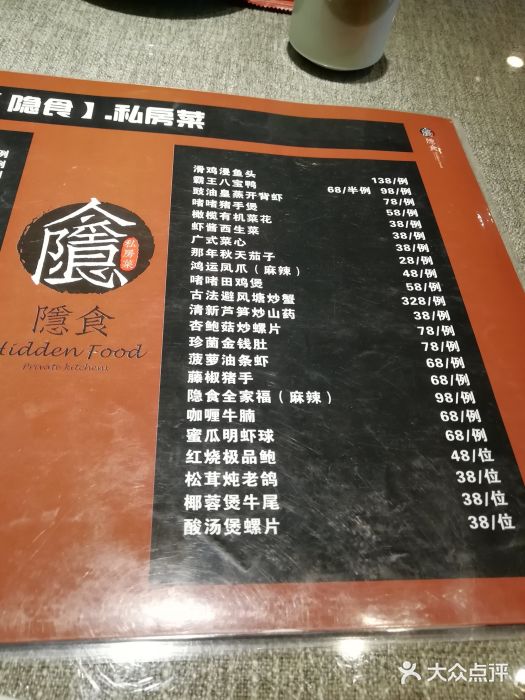 【隐食】.私房菜
隐食
滑鸡浸鱼头 138/例
霸王八宝鸭 68/半例 98/例
豉油皇燕开背虾 78/例
啫啫猪手煲 58/例
橄榄有机菜花 38/例
虾酱西生菜 38/例
广式菜心 38/例
那年秋天茄子 28/例
鸿运凤爪（麻辣） 48/例
啫啫田鸡煲 58/例
古法避风塘炒蟹 328/例
清新芦笋炒山药 38/例
杏鲍菇炒螺片 78/例
珍菌金钱肚 78/例
菠萝油条虾 68/例
藤椒猪手 68/例
隐食全家福（麻辣） 98/例
咖喱牛腩 68/例
蜜瓜明虾球 68/例
红烧极品鲍 48/位
松茸炖老鸽 38/位
椰蓉煲牛尾 38/位
酸汤煲螺片 38/位
例
例
隱
私房菜
隱食
Hidden Food
Private kitchens
大众点评